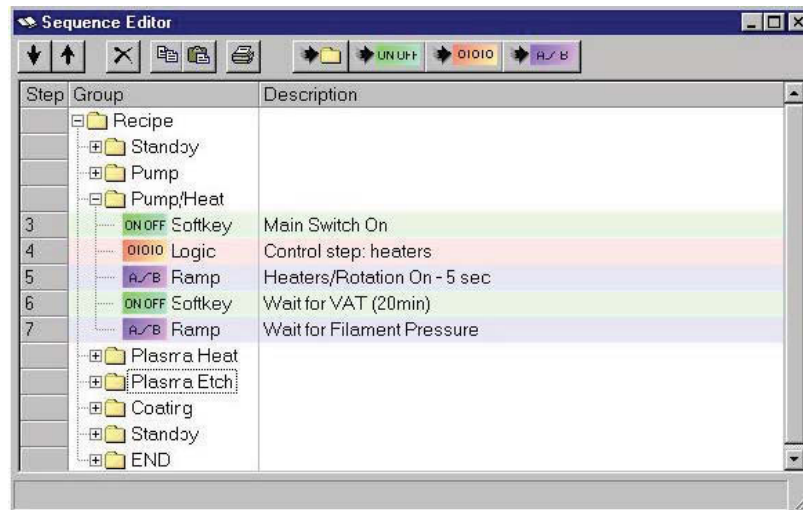 Sequence Editor
ON OFF 01010 A/B
Step Group Description
Recipe
Standby
Pump
Pump/Heat
3 ON OFF Softkey Main Switch On
4 01010 Logic Control step: heaters
5 A/B Ramp Heaters/Rotation On - 5 sec
6 ON OFF Softkey Wait for VAT (20min)
7 A/B Ramp Wait for Filament Pressure
Plasma Heat
Plasma Etch
Coating
Standby
END